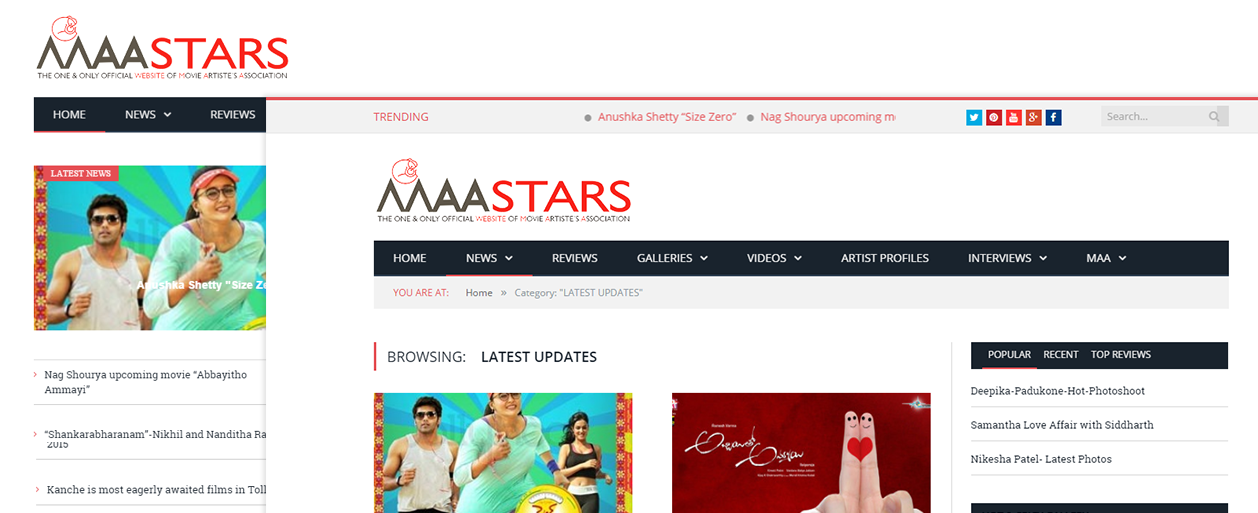 MAASTARS
THE ONE & ONLY OFFICIAL WEBSITE OF MOVIE ARTISTE'S ASSOCIATION
HOME NEWS REVIEWS
LATEST NEWS
Anushka Shetty "Size Ze
Nag Shourya upcoming movie “Abbayitho
Ammayi”
“Shankarabharanam”-Nikhil and Nanditha Ra
2015
Kanche is most eagerly awaited films in Toll
TRENDING
Anushka Shetty “Size Zero” Nag Shourya upcoming m
Search...
MAASTARS
THE ONE & ONLY OFFICIAL WEBSITE OF MOVIE ARTISTE'S ASSOCIATION
HOME NEWS REVIEWS GALLERIES VIDEOS ARTIST PROFILES INTERVIEWS MAA
YOU ARE AT: Home » Category: "LATEST UPDATES"
BROWSING: LATEST UPDATES
POPULAR RECENT TOP REVIEWS
Deepika-Padukone-Hot-Photoshoot
Samantha Love Affair with Siddharth
Nikesha Patel- Latest Photos